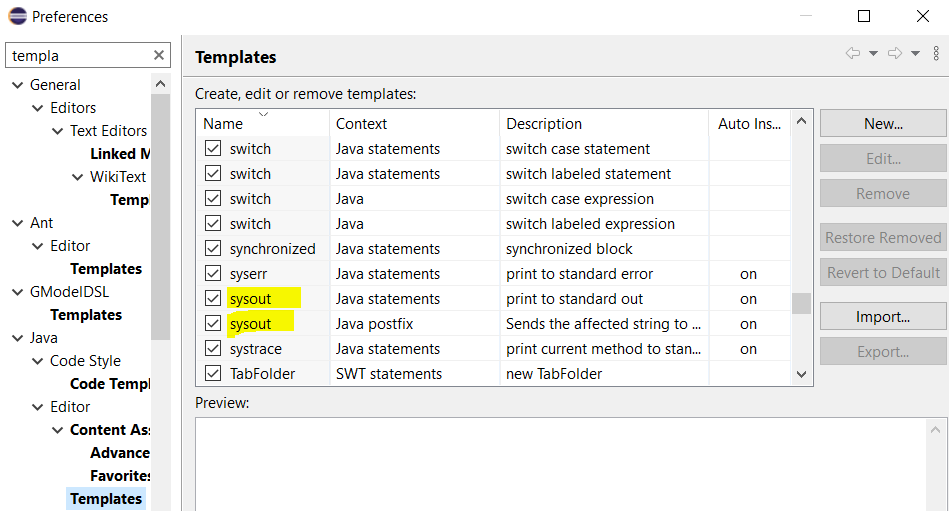 Preferences
templa
General
Editors
Text Editors
Linked M
WikiText
Temp
Ant
Editor
Templates
GModelDSL
Templates
Java
Code Style
Code Templ
Editor
Content Ass
Advance
Favorites
Templates
Templates
Create, edit or remove templates:
Name Context Description Auto Ins...
switch Java statements switch case statement
switch Java statements switch labeled statement
switch Java switch case expression
switch Java switch labeled expression
synchronized Java statements synchronized block
syserr Java statements print to standard error on
sysout Java statements print to standard out on
sysout Java postfix Sends the affected string to ... on
systrace Java statements print current method to stan... on
TabFolder SWT statements new TabFolder
New...
Edit...
Remove
Restore Removed
Revert to Default
Import...
Export...
Preview: